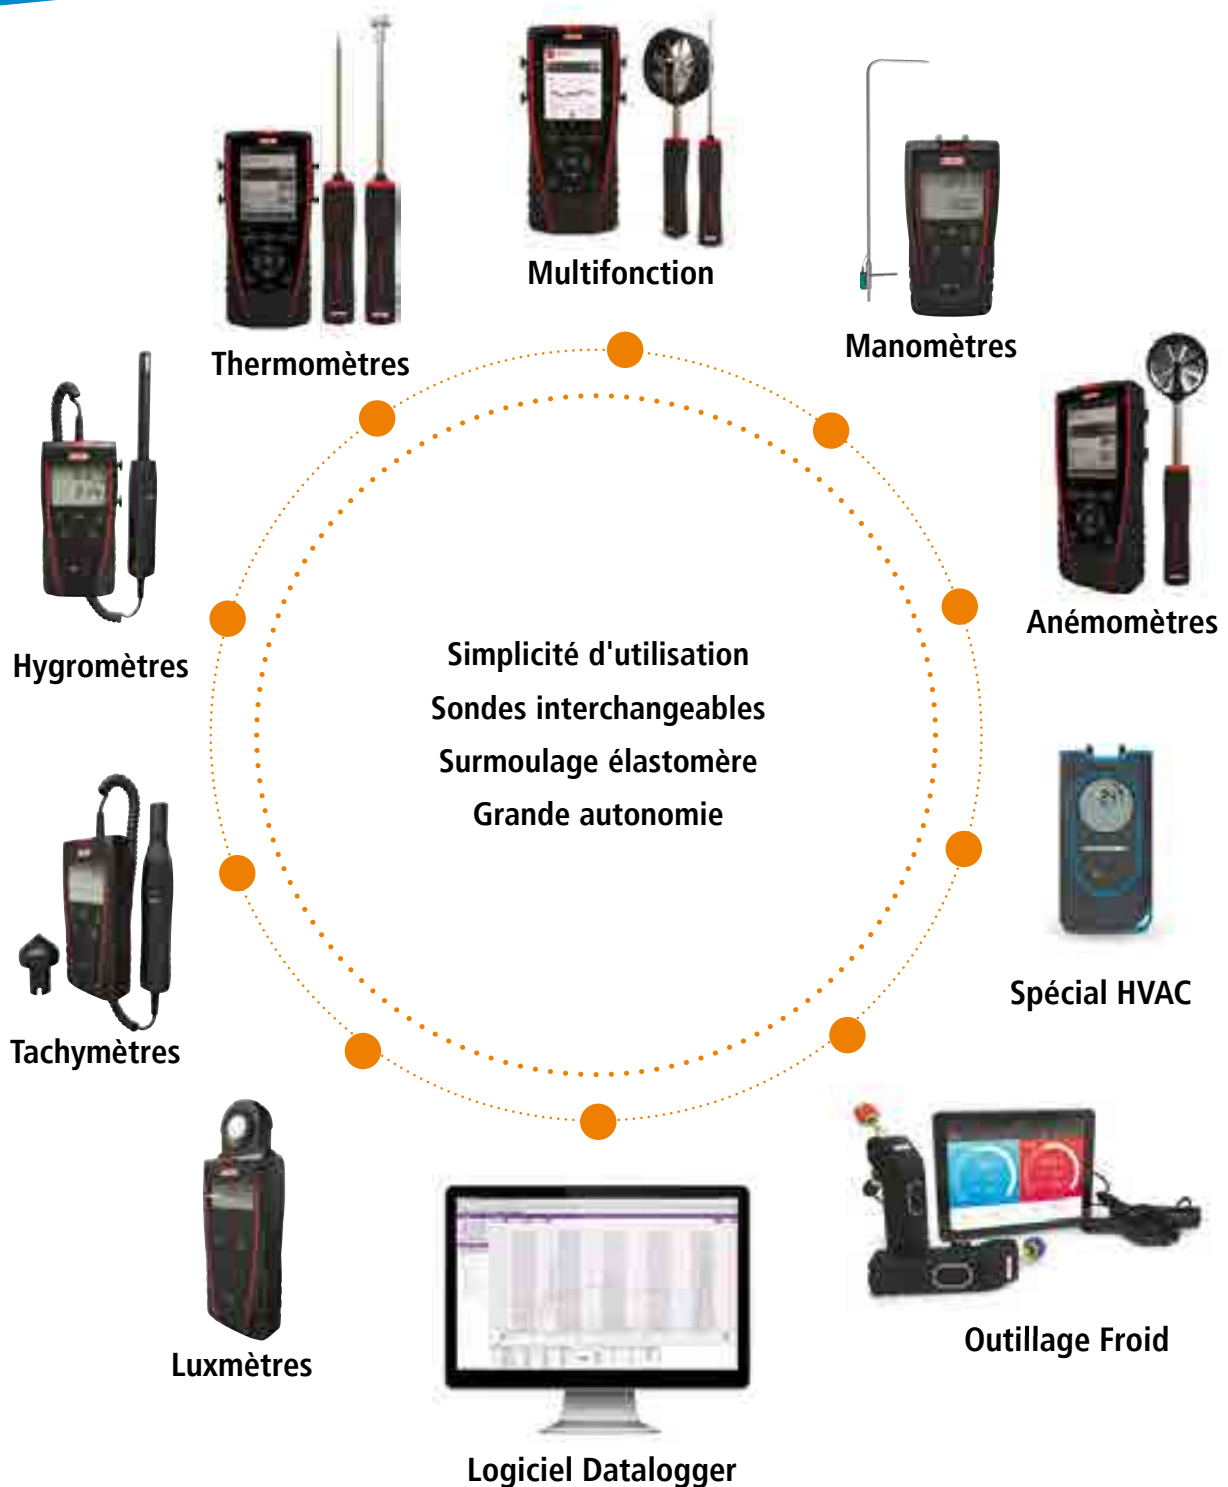 Multifonction
Manomètres
Thermomètres
Anémomètres
Hygromètres
Simplicité d'utilisation
Sondes interchangeables
Surmoulage élastomère
Grande autonomie
Spécial HVAC
Tachymètres
Outillage Froid
Luxmètres
Logiciel Datalogger